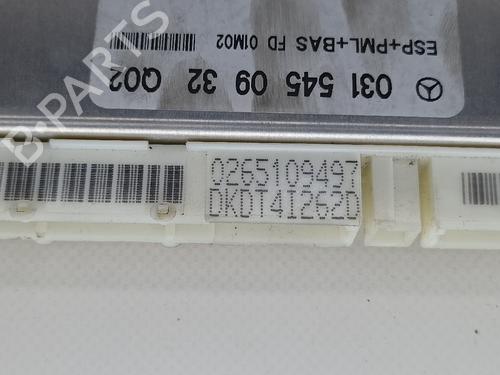 ESP+PML+BAS FD 01M02
031 545 09 32 Q02
0265109497
DKDT41262D
B-PARTS